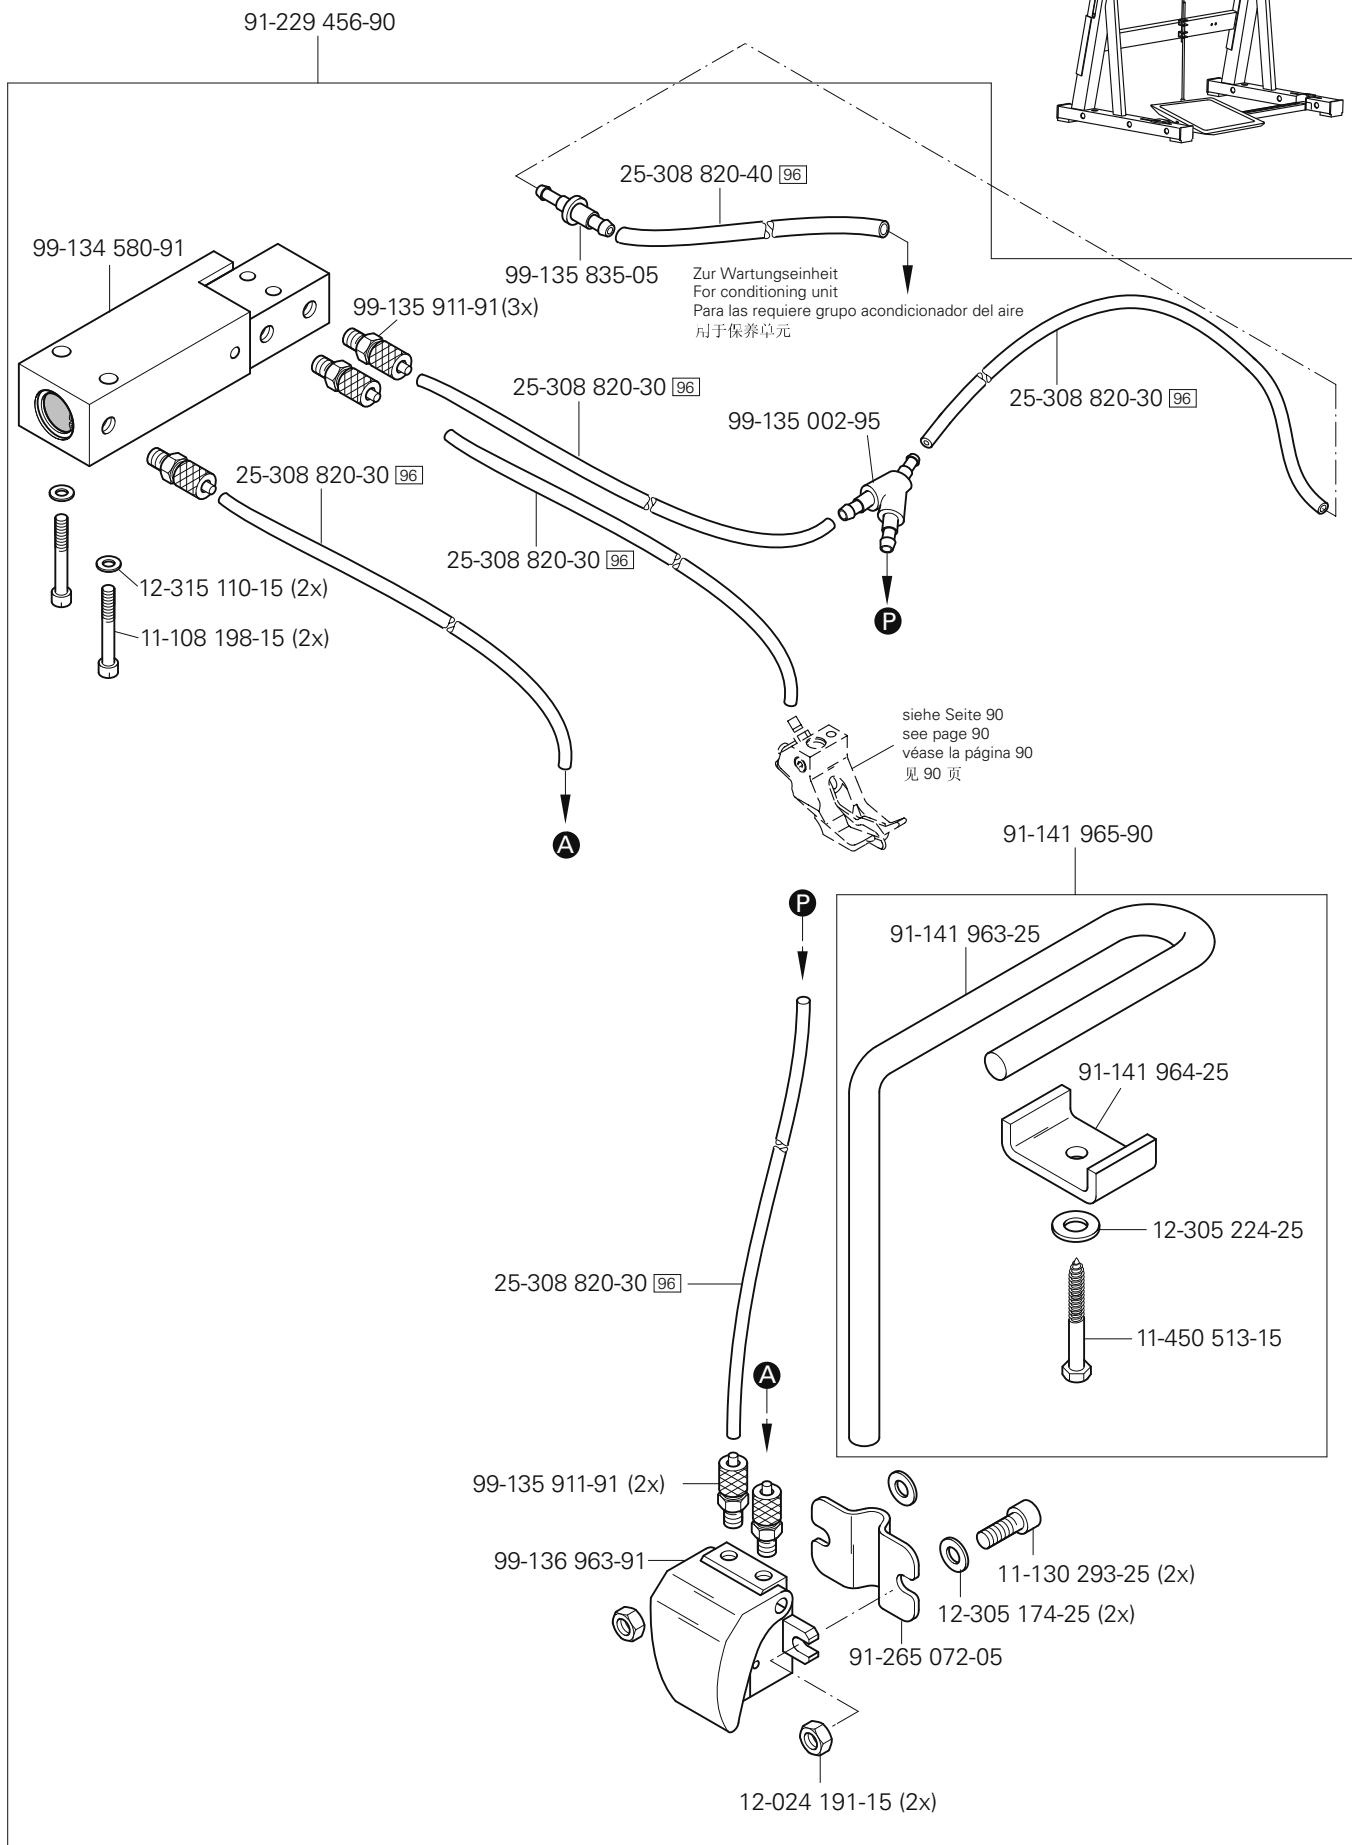 91-229 456-90
25-308 820-40 96
99-134 580-91
99-135 835-05
Zur Wartungseinheit
For conditioning unit
Para las requiere grupo acondicionador del aire
用于保养单元
99-135 911-91(3x)
25-308 820-30 96
25-308 820-30 96
99-135 002-95
25-308 820-30 96
25-308 820-30 96
12-315 110-15 (2x)
P
11-108 198-15 (2x)
siehe Seite 90
see page 90
véase la página 90
见 90 页
A
91-141 965-90
P
91-141 963-25
91-141 964-25
12-305 224-25
25-308 820-30 96
11-450 513-15
A
99-135 911-91 (2x)
99-136 963-91
11-130 293-25 (2x)
12-305 174-25 (2x)
91-265 072-05
12-024 191-15 (2x)